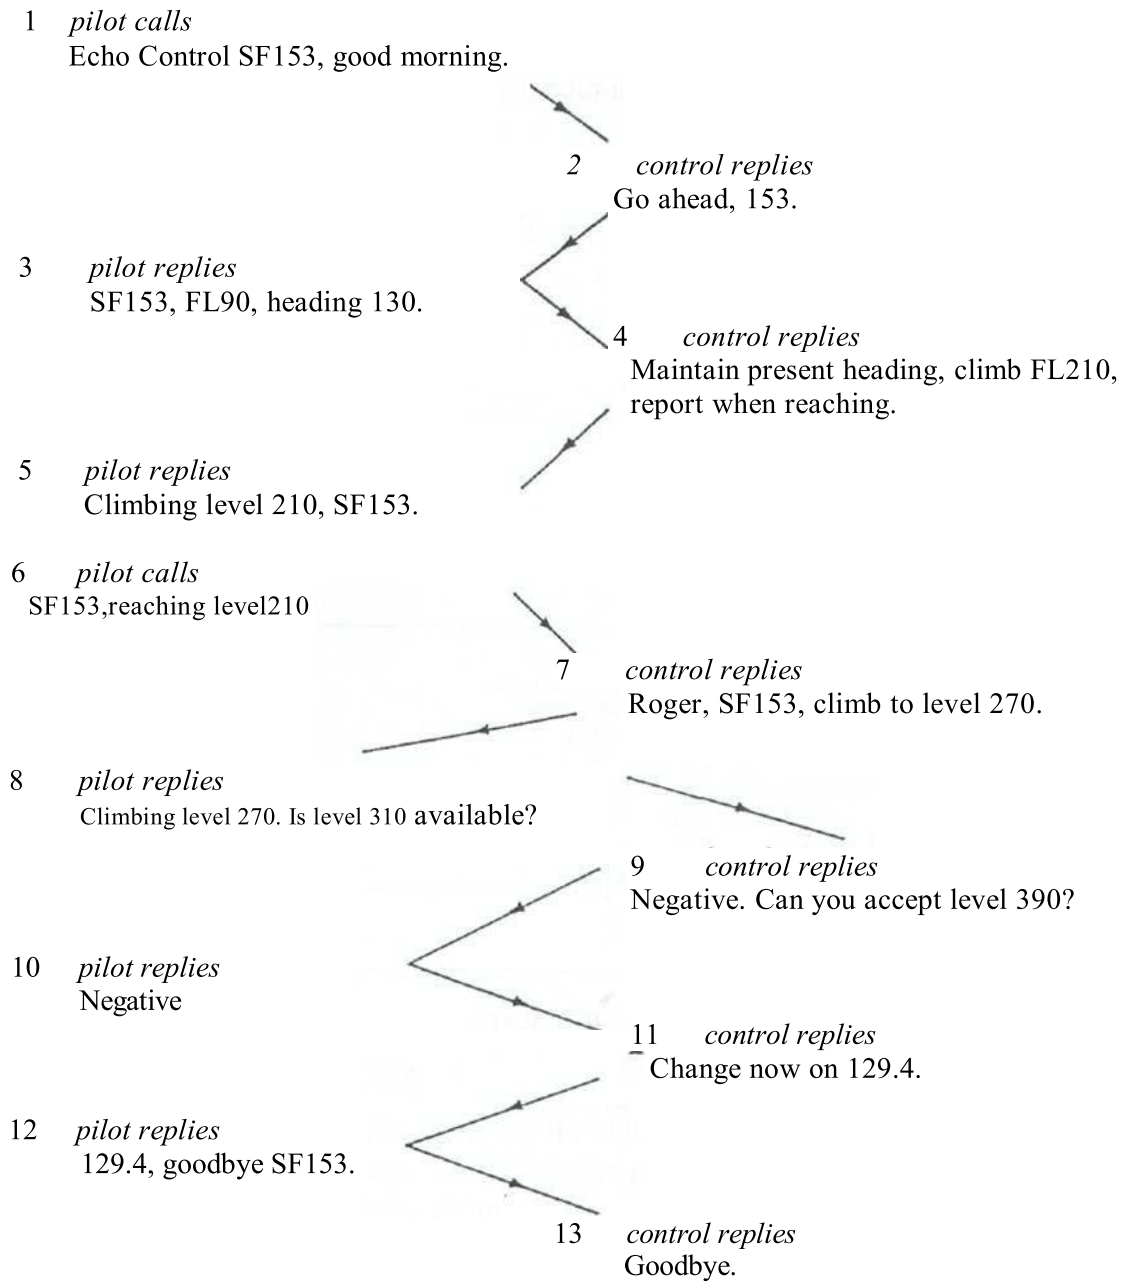 1 pilot calls
Echo Control SF153, good morning.
2 control replies
Go ahead, 153.
3 pilot replies
SF153, FL90, heading 130.
4 control replies
Maintain present heading, climb FL210,
report when reaching.
5 pilot replies
Climbing level 210, SF153.
6 pilot calls
SF153,reaching level210
7 control replies
Roger, SF153, climb to level 270.
8 pilot replies
Climbing level 270. Is level 310 available?
9 control replies
Negative. Can you accept level 390?
10 pilot replies
Negative
11 control replies
Change now on 129.4.
12 pilot replies
129.4, goodbye SF153.
13 control replies
Goodbye.